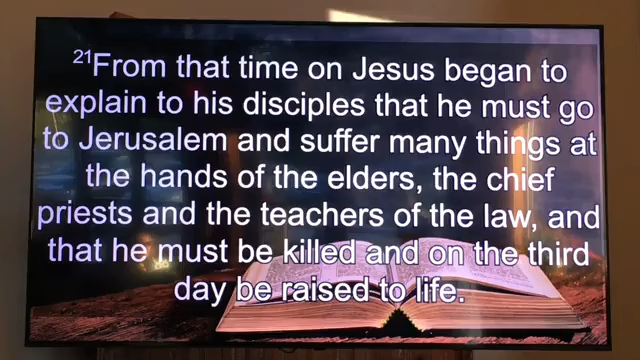 21From that time on Jesus began to
explain to his disciples that he must go
to Jerusalem and suffer many things at
the hands of the elders, the chief
priests and the teachers of the law, and
that he must be killed and on the third
day be raised to life.